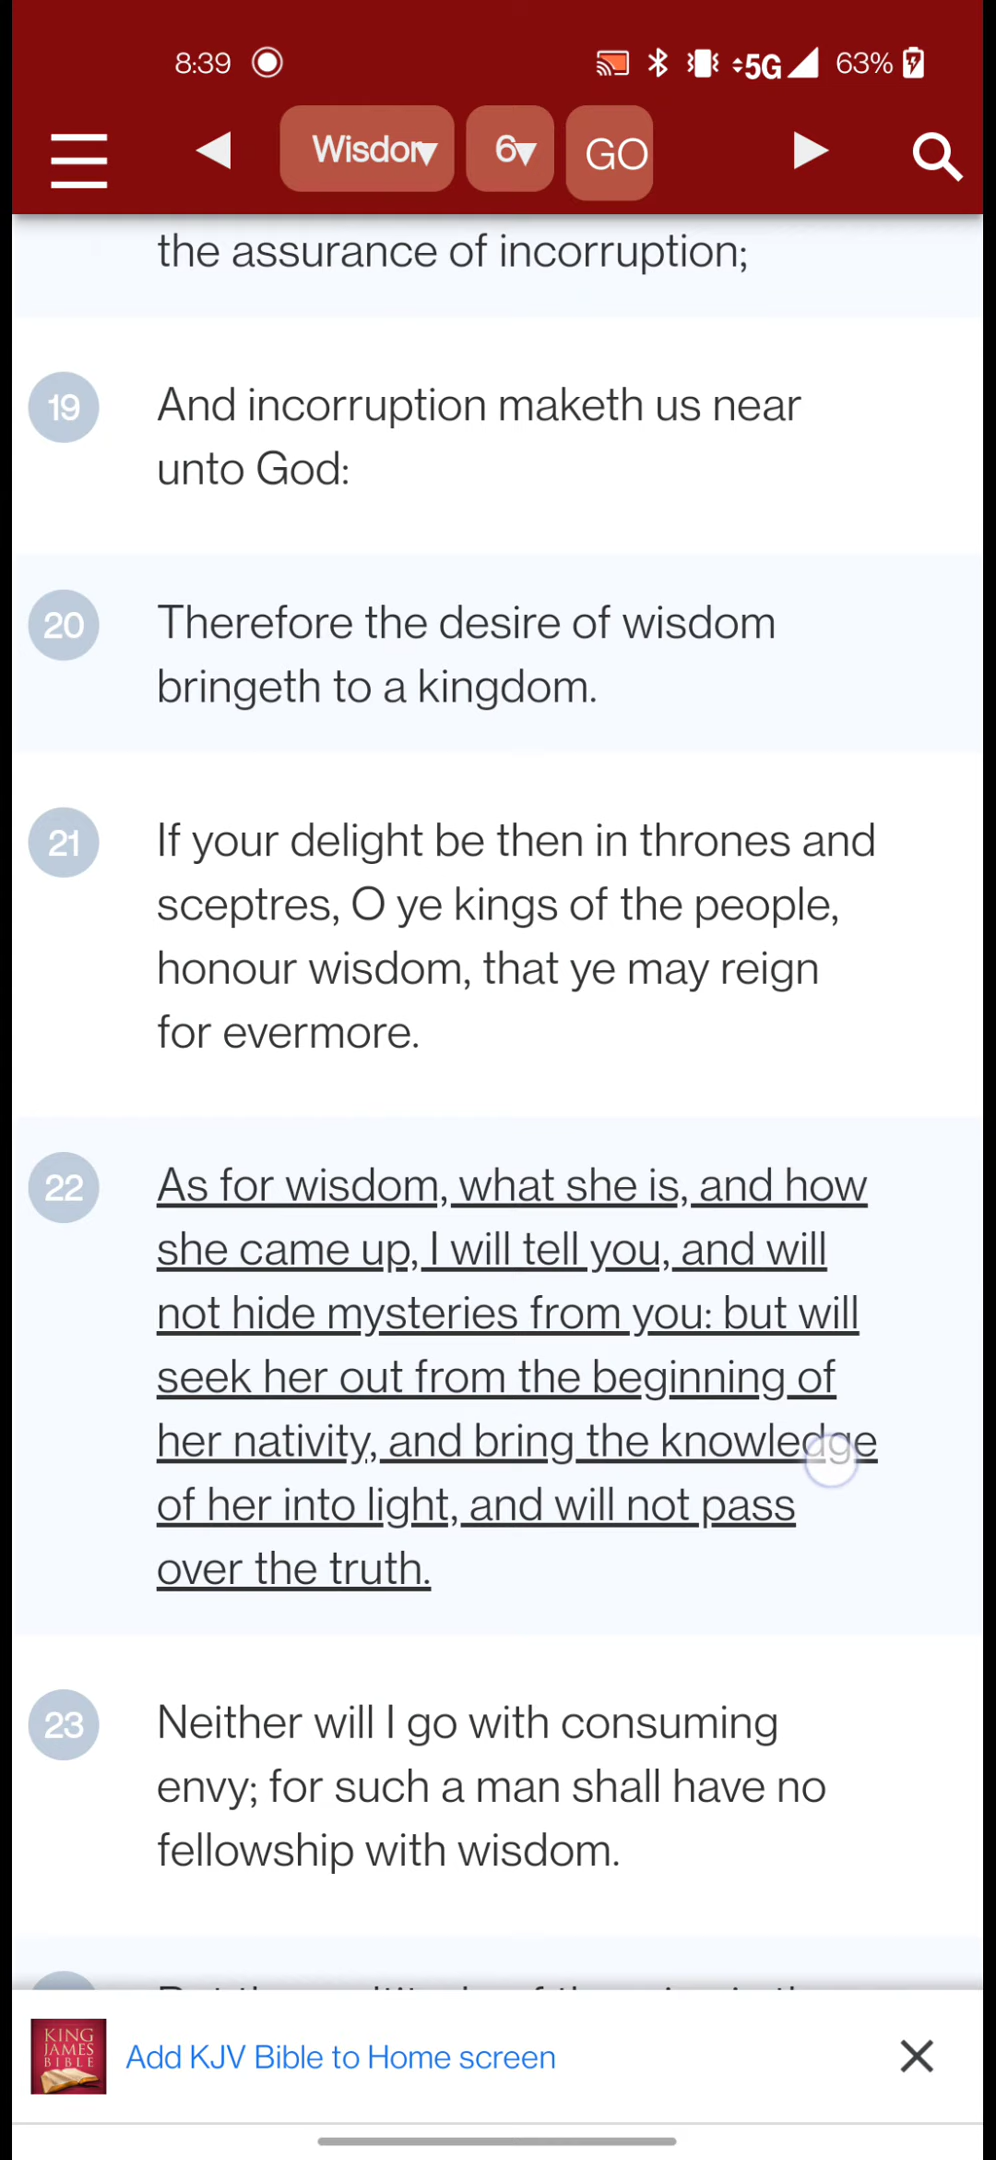 8:39 5G 63%
Wisdor 6 GO
the assurance of incorruption;
19 And incorruption maketh us near
unto God:
20 Therefore the desire of wisdom
bringeth to a kingdom.
21 If your delight be then in thrones and
sceptres, O ye kings of the people,
honour wisdom, that ye may reign
for evermore.
22 As for wisdom, what she is, and how
she came up, I will tell you, and will
not hide mysteries from you: but will
seek her out from the beginning of
her nativity, and bring the knowledge
of her into light, and will not pass
over the truth.
23 Neither will I go with consuming
envy; for such a man shall have no
fellowship with wisdom.
KING
JAMES
BIBLE
Add KJV Bible to Home screen